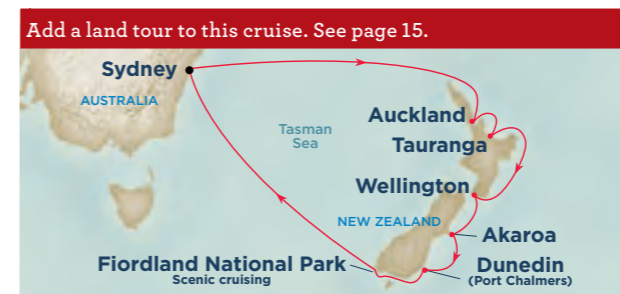 Add a land tour to this cruise. See page 15.
Sydney
AUSTRALIA
Auckland
Tasman
Sea
Tauranga
Wellington
NEW ZEALAND
Akaroa
Fiordland National Park
Scenic cruising
Dunedin
(Port Chalmers)